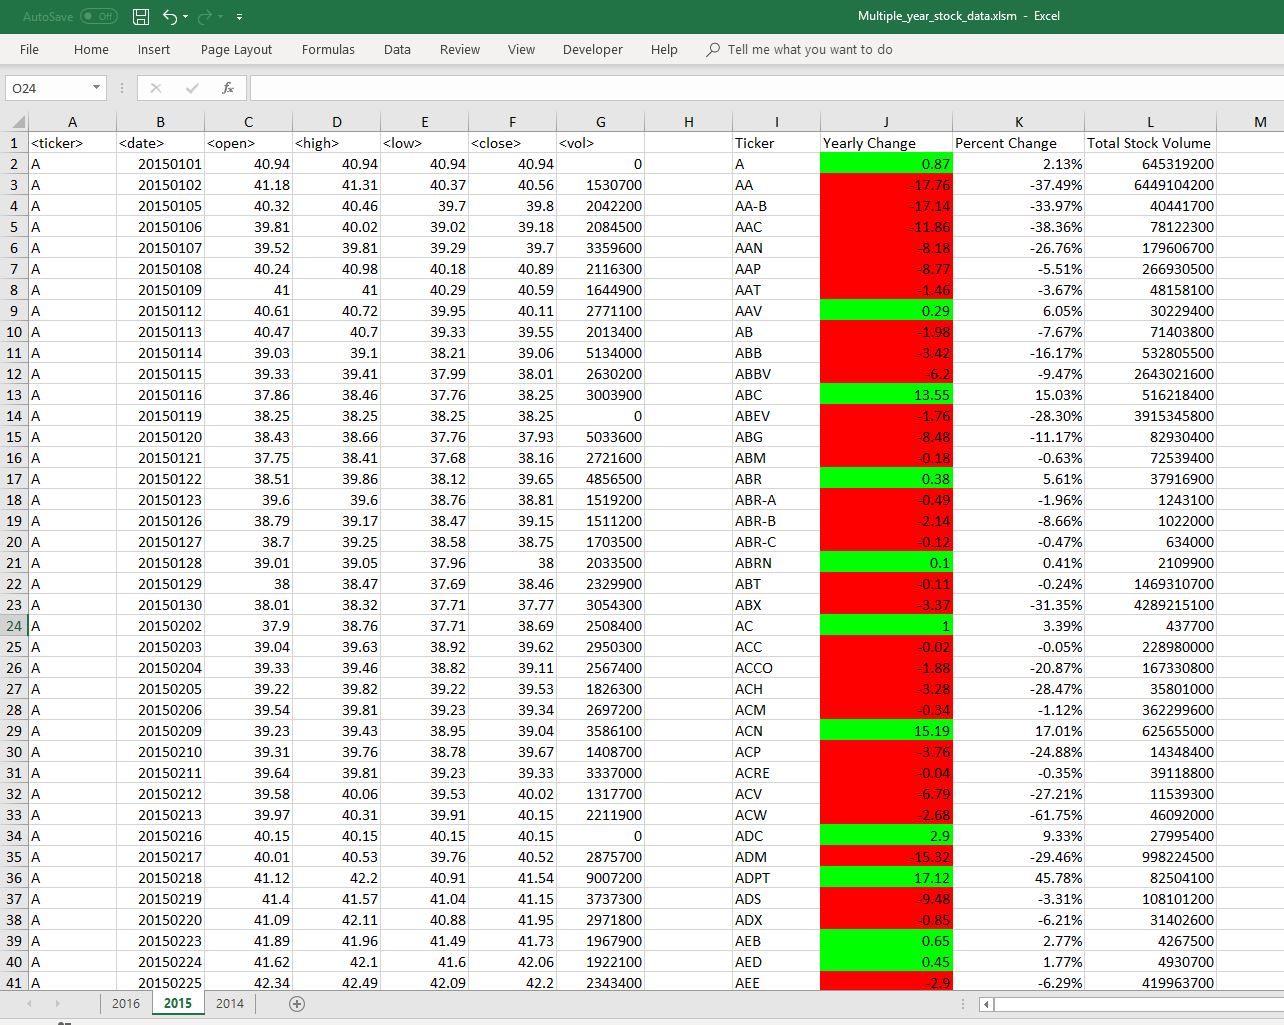 AutoSave Off Multiple_year_stock_data.xlsm - Excel
File Home Insert Page Layout Formulas Data Review View Developer Help Tell me what you want to do
O24 fx
A B C D E F G H I J K L M
1 <ticker> <date> <open> <high> <low> <close> <vol> Ticker Yearly Change Percent Change Total Stock Volume
2 A 20150101 40.94 40.94 40.94 40.94 0 A 0.87 2.13% 645319200
3 A 20150102 41.18 41.31 40.37 40.56 1530700 AA -17.76 -37.49% 6449104200
4 A 20150105 40.32 40.46 39.7 39.8 2042200 AA-B -17.14 -33.97% 40441700
5 A 20150106 39.81 40.02 39.02 39.18 2084500 AAC -11.86 -38.36% 78122300
6 A 20150107 39.52 39.81 39.29 39.7 3359600 AAN -8.18 -26.76% 179606700
7 A 20150108 40.24 40.98 40.18 40.89 2116300 AAP -8.77 -5.51% 266930500
8 A 20150109 41 41 40.29 40.59 1644900 AAT -1.46 -3.67% 48158100
9 A 20150112 40.61 40.72 39.95 40.11 2771100 AAV 0.29 6.05% 30229400
10 A 20150113 40.47 40.7 39.33 39.55 2013400 AB -1.98 -7.67% 71403800
11 A 20150114 39.03 39.1 38.21 39.06 5134000 ABB -3.42 -16.17% 532805500
12 A 20150115 39.33 39.41 37.99 38.01 2630200 ABBV -6.2 -9.47% 2643021600
13 A 20150116 37.86 38.46 37.76 38.25 3003900 ABC 13.55 15.03% 516218400
14 A 20150119 38.25 38.25 38.25 38.25 0 ABEV -1.76 -28.30% 3915345800
15 A 20150120 38.43 38.66 37.76 37.93 5033600 ABG -8.48 -11.17% 82930400
16 A 20150121 37.75 38.41 37.68 38.16 2721600 ABM -0.18 -0.63% 72539400
17 A 20150122 38.51 39.86 38.12 39.65 4856500 ABR 0.38 5.61% 37916900
18 A 20150123 39.6 39.6 38.76 38.81 1519200 ABR-A -0.49 -1.96% 1243100
19 A 20150126 38.79 39.17 38.47 39.15 1511200 ABR-B -2.14 -8.66% 1022000
20 A 20150127 38.7 39.25 38.58 38.75 1703500 ABR-C -0.12 -0.47% 634000
21 A 20150128 39.01 39.05 37.96 38 2033500 ABRN 0.1 0.41% 2109900
22 A 20150129 38 38.47 37.69 38.46 2329900 ABT -0.11 -0.24% 1469310700
23 A 20150130 38.01 38.32 37.71 37.77 3054300 ABX -3.37 -31.35% 4289215100
24 A 20150202 37.9 38.76 37.71 38.69 2508400 AC 1 3.39% 437700
25 A 20150203 39.04 39.63 38.92 39.62 2950300 ACC -0.02 -0.05% 228980000
26 A 20150204 39.33 39.46 38.82 39.11 2567400 ACCO -1.88 -20.87% 167330800
27 A 20150205 39.22 39.82 39.22 39.53 1826300 ACH -3.28 -28.47% 35801000
28 A 20150206 39.54 39.81 39.23 39.34 2697200 ACM -0.34 -1.12% 362299600
29 A 20150209 39.23 39.43 38.95 39.04 3586100 ACN 15.19 17.01% 625655000
30 A 20150210 39.31 39.76 38.78 39.67 1408700 ACP -3.76 -24.88% 14348400
31 A 20150211 39.64 39.81 39.23 39.33 3337000 ACRE -0.04 -0.35% 39118800
32 A 20150212 39.58 40.06 39.53 40.02 1317700 ACV -6.79 -27.21% 11539300
33 A 20150213 39.97 40.31 39.91 40.15 2211900 ACW -2.68 -61.75% 46092000
34 A 20150216 40.15 40.15 40.15 40.15 0 ADC 2.9 9.33% 27995400
35 A 20150217 40.01 40.53 39.76 40.52 2875700 ADM -15.32 -29.46% 998224500
36 A 20150218 41.12 42.2 40.91 41.54 9007200 ADPT 17.12 45.78% 82504100
37 A 20150219 41.4 41.57 41.04 41.15 3737300 ADS -9.48 -3.31% 108101200
38 A 20150220 41.09 42.11 40.88 41.95 2971800 ADX -0.85 -6.21% 31402600
39 A 20150223 41.89 41.96 41.49 41.73 1967900 AEB 0.65 2.77% 4267500
40 A 20150224 41.62 42.1 41.6 42.06 1922100 AED 0.45 1.77% 4930700
41 A 20150225 42.34 42.49 42.09 42.2 2343400 AEE -2.9 -6.29% 419963700
2016 2015 2014